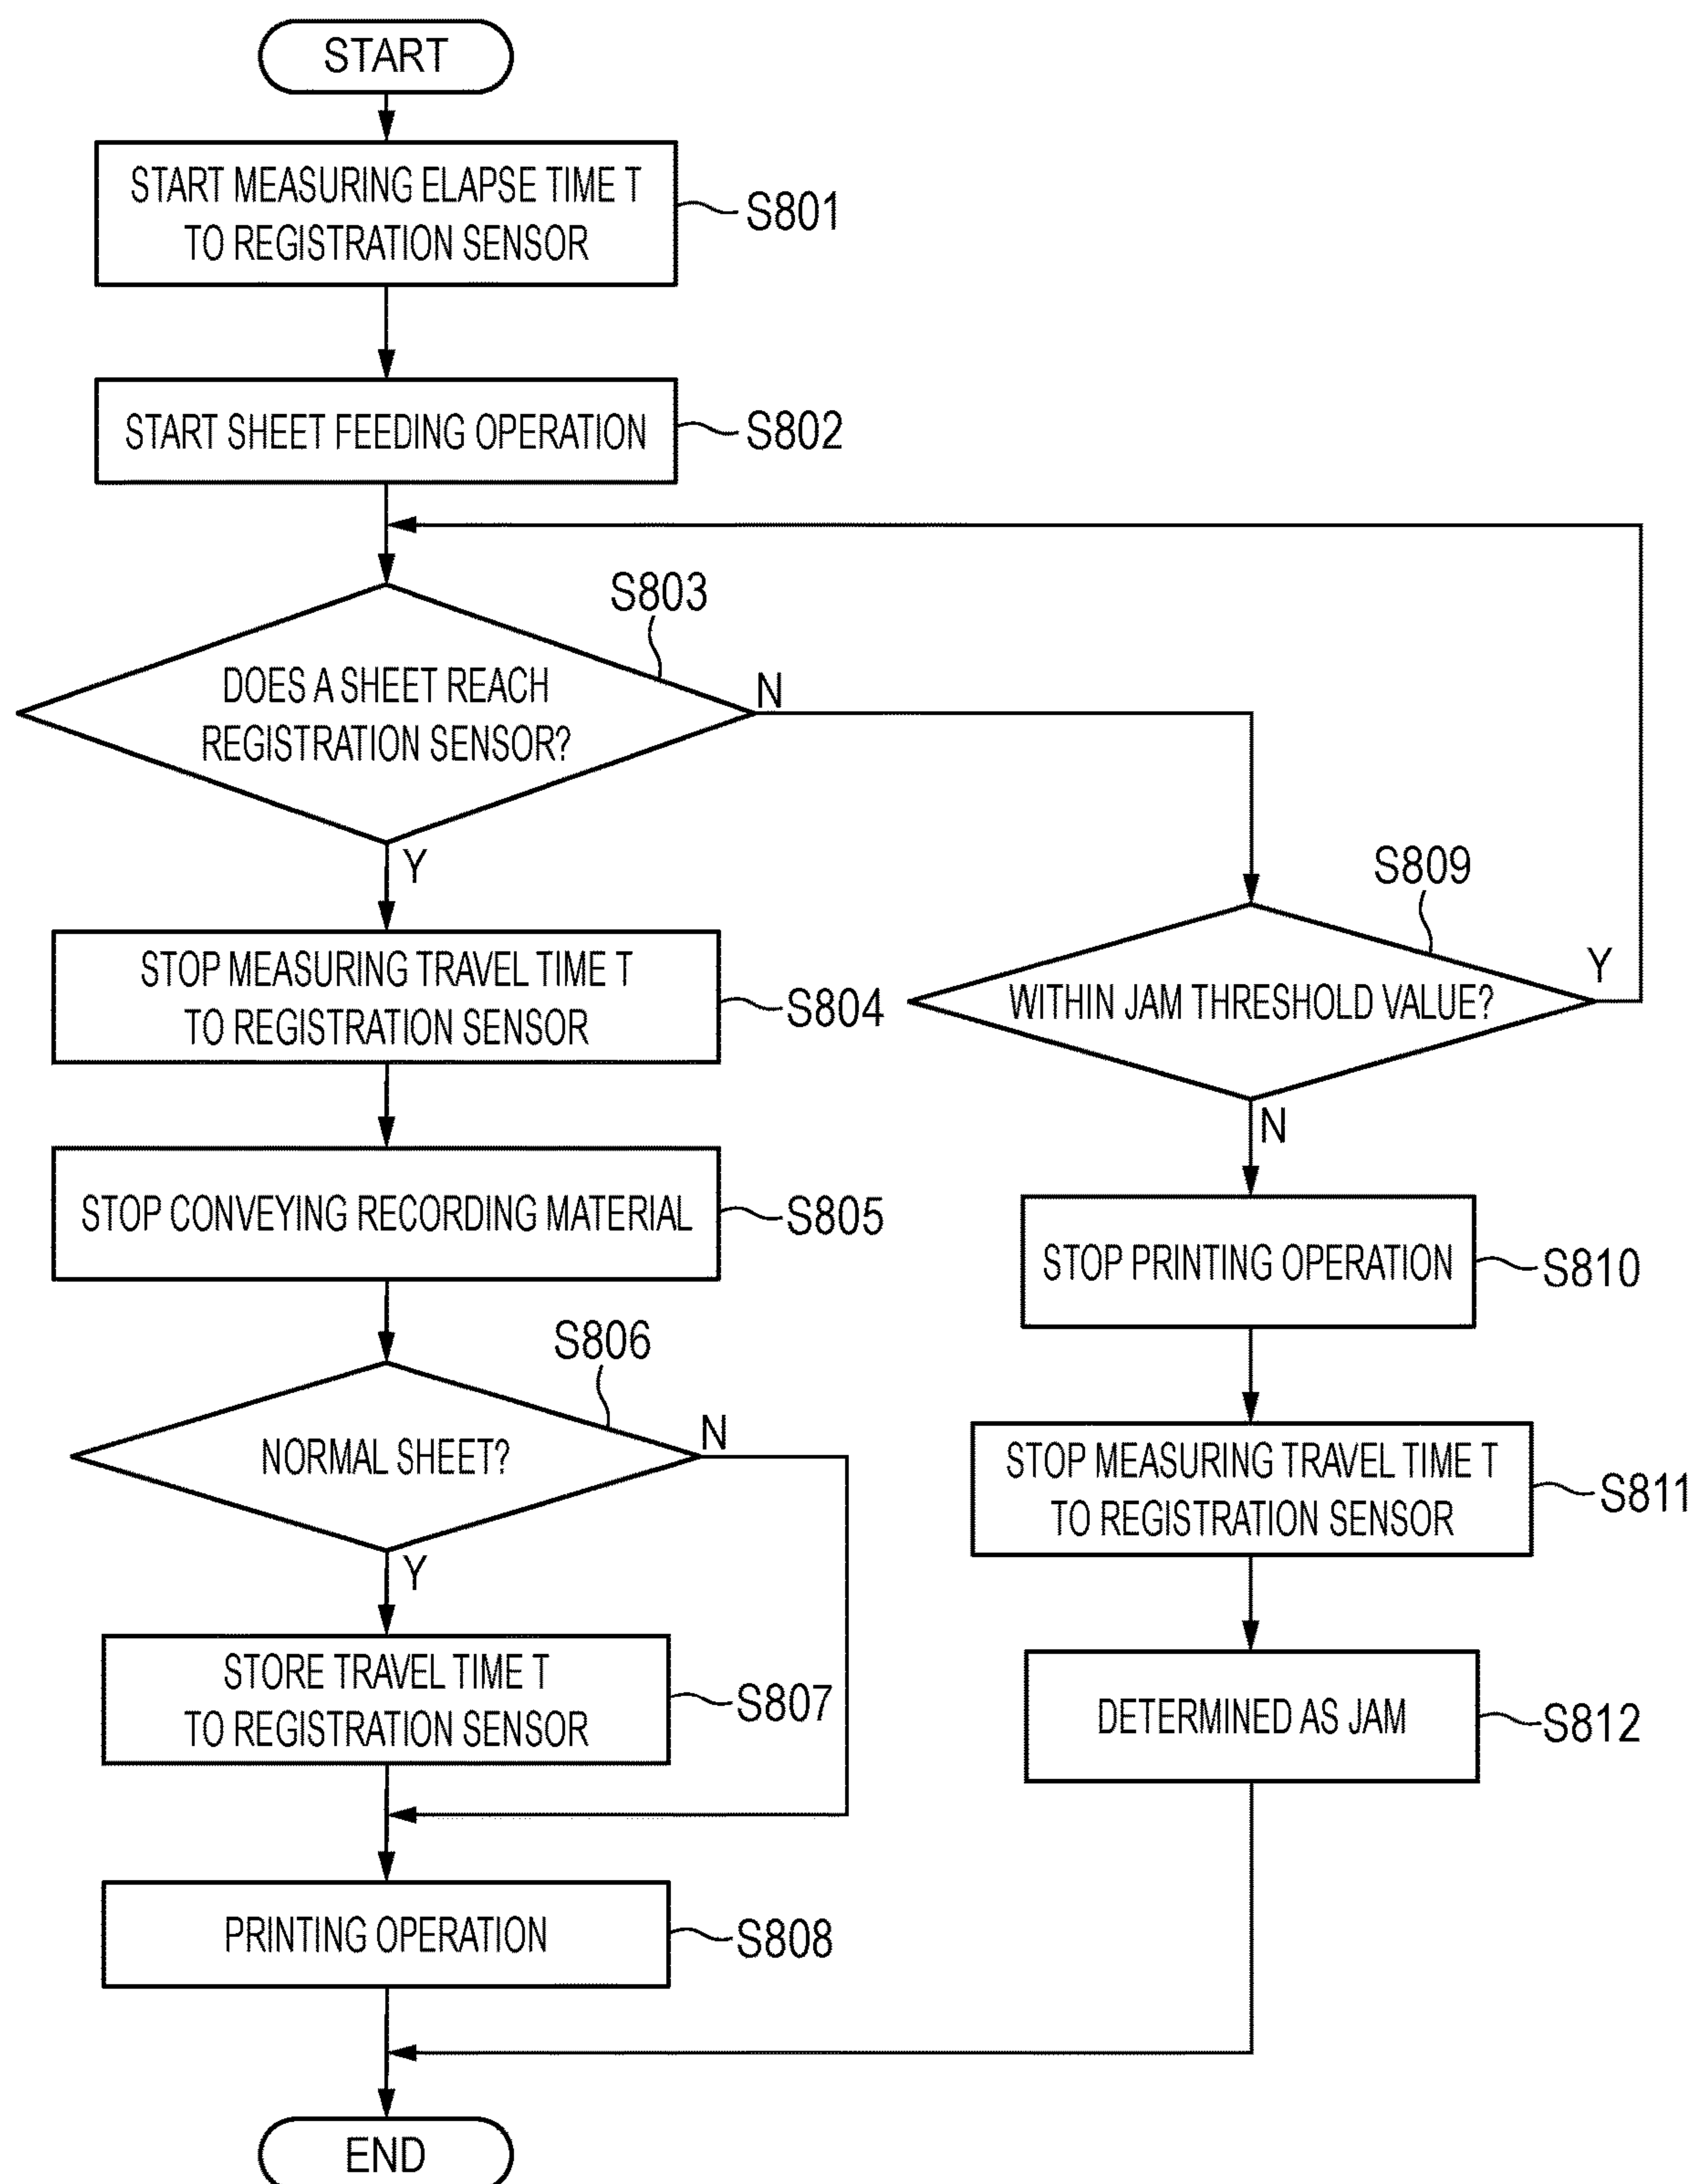 START
START MEASURING ELAPSE TIME T
TO REGISTRATION SENSOR
S801
START SHEET FEEDING OPERATION
S802
S803
DOES A SHEET REACH
REGISTRATION SENSOR?
N
Y
STOP MEASURING TRAVEL TIME T
TO REGISTRATION SENSOR
S804
STOP CONVEYING RECORDING MATERIAL
S805
S806
NORMAL SHEET?
N
Y
STORE TRAVEL TIME T
TO REGISTRATION SENSOR
S807
PRINTING OPERATION
S808
S809
WITHIN JAM THRESHOLD VALUE?
Y
N
STOP PRINTING OPERATION
S810
STOP MEASURING TRAVEL TIME T
TO REGISTRATION SENSOR
S811
DETERMINED AS JAM
S812
END